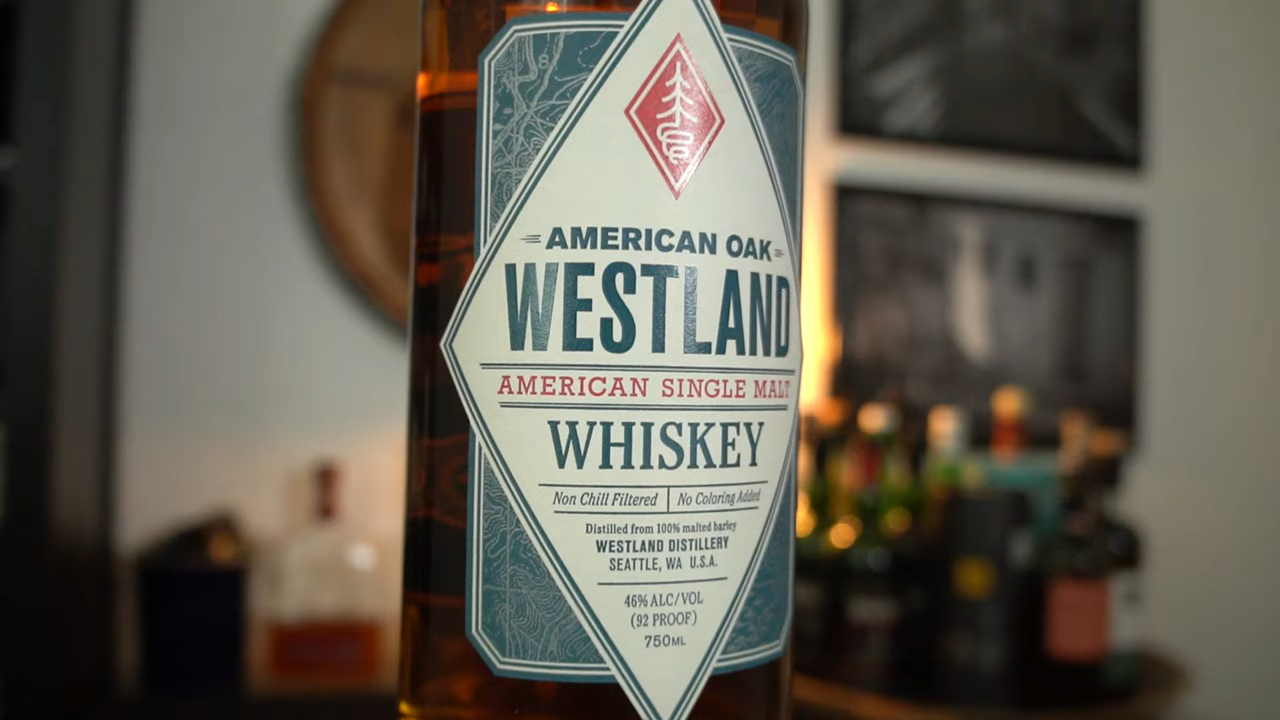 AMERICAN OAK
WESTLAND
AMERICAN SINGLE MALT
WHISKEY
Non Chill Filtered | No Coloring Added
Distilled from 100% malted barley
WESTLAND DISTILLERY
SEATTLE, WA U.S.A.
46% ALC/VOL
(92 PROOF)
750ML